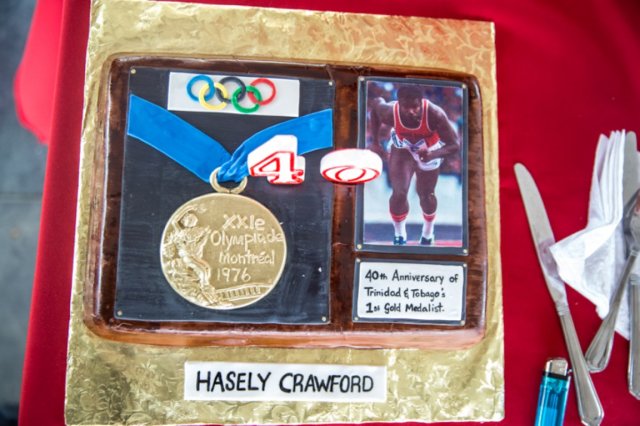 40
XXIe
Olympiade
Montréal
1976
40th Anniversary of
Trinidad & Tobago's
1st Gold Medalist.
HASELY CRAWFORD